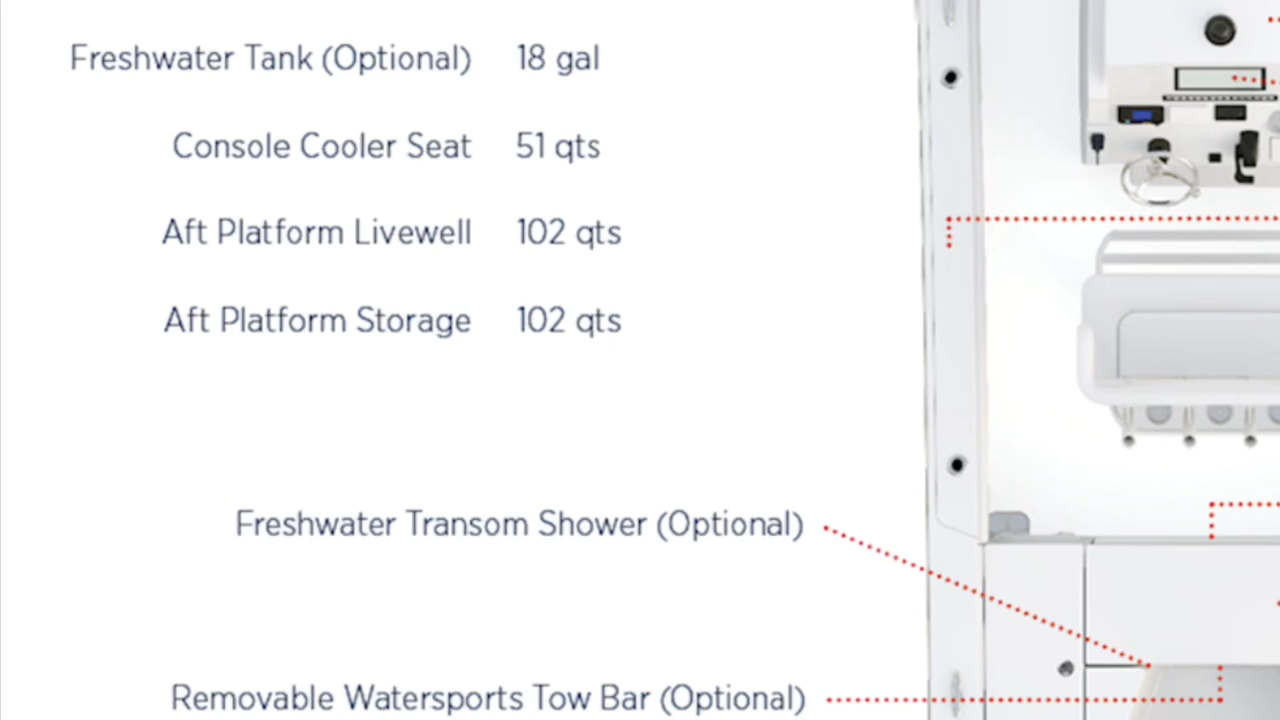 Freshwater Tank (Optional) 18 gal
Console Cooler Seat 51 qts
Aft Platform Livewell 102 qts
Aft Platform Storage 102 qts
Freshwater Transom Shower (Optional)
Removable Watersports Tow Bar (Optional)